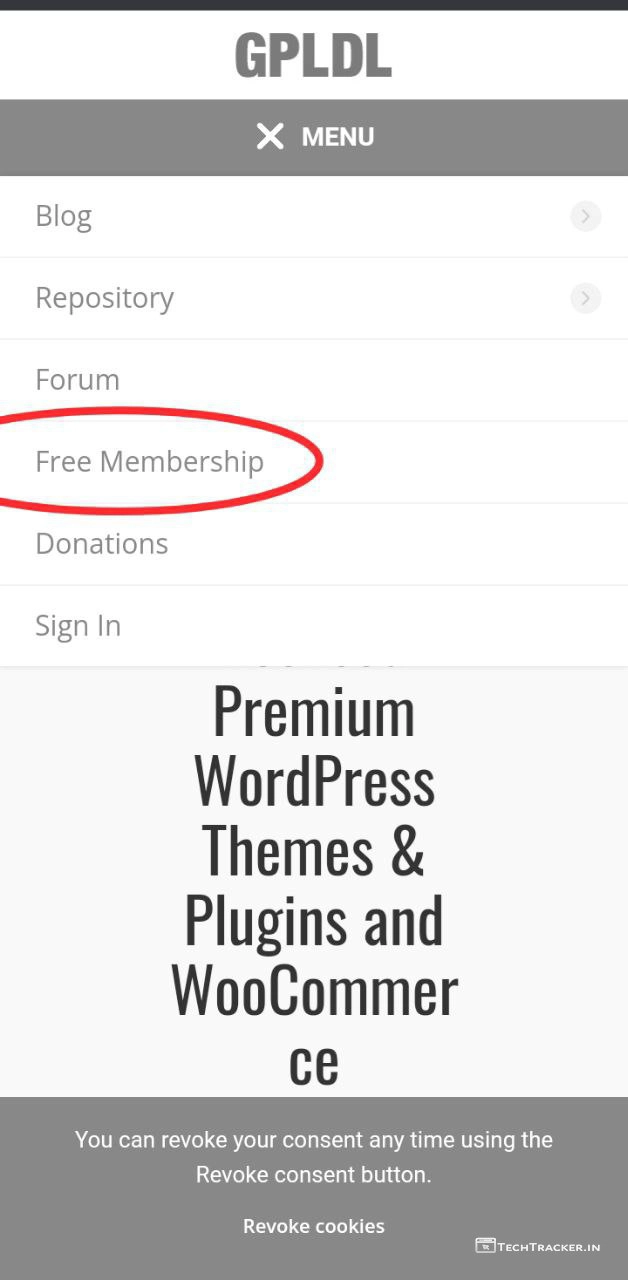 GPLDL
MENU
Blog
Repository
Forum
Free Membership
Donations
Sign In
Premium
WordPress
Themes &
Plugins and
WooCommer
ce
You can revoke your consent any time using the
Revoke consent button.
Revoke cookies
TECHTRACKER.IN